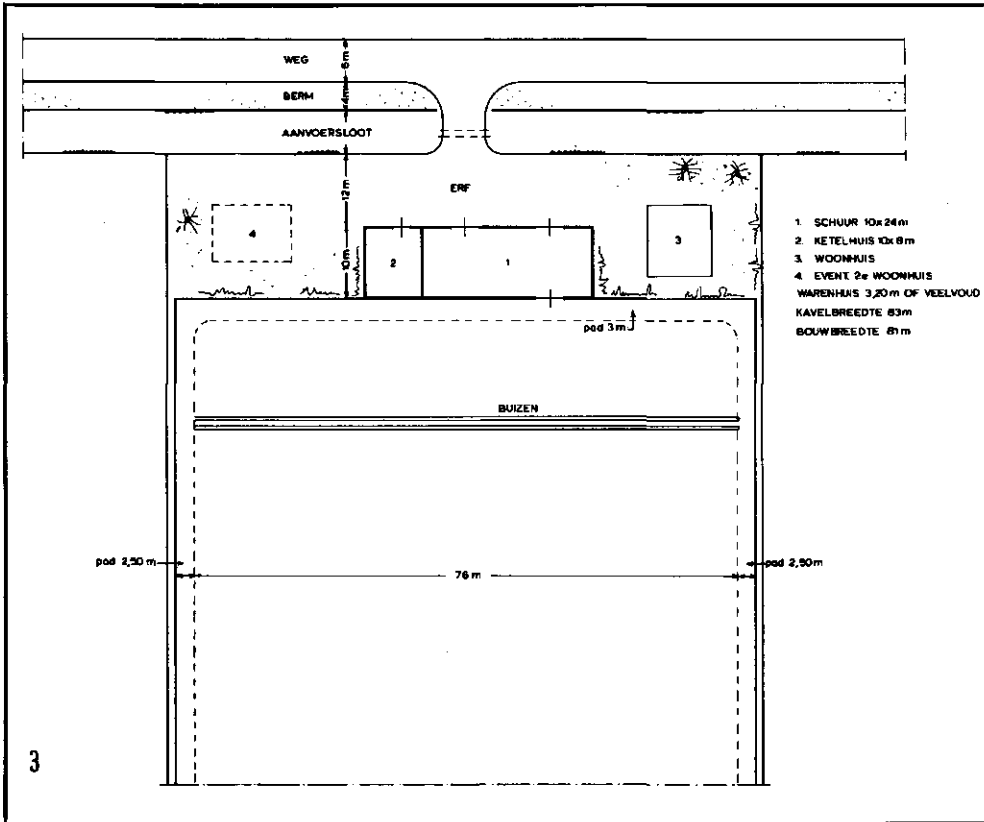 WEG
6m
BERM
4m
AANVOERSLOOT
12m
ERF
4
10m
2
1
3
1. SCHUUR 10x24m
2. KETELHUIS 10x8m
3. WOONHUIS
4. EVENT. 2e WOONHUIS
WARENHUIS 3,20m OF VEELVOUD
KAVELBREEDTE 83m
BOUWBREEDTE 81m
pad 3m
BUIZEN
pad 2,50m
76m
pad 2,50m
3